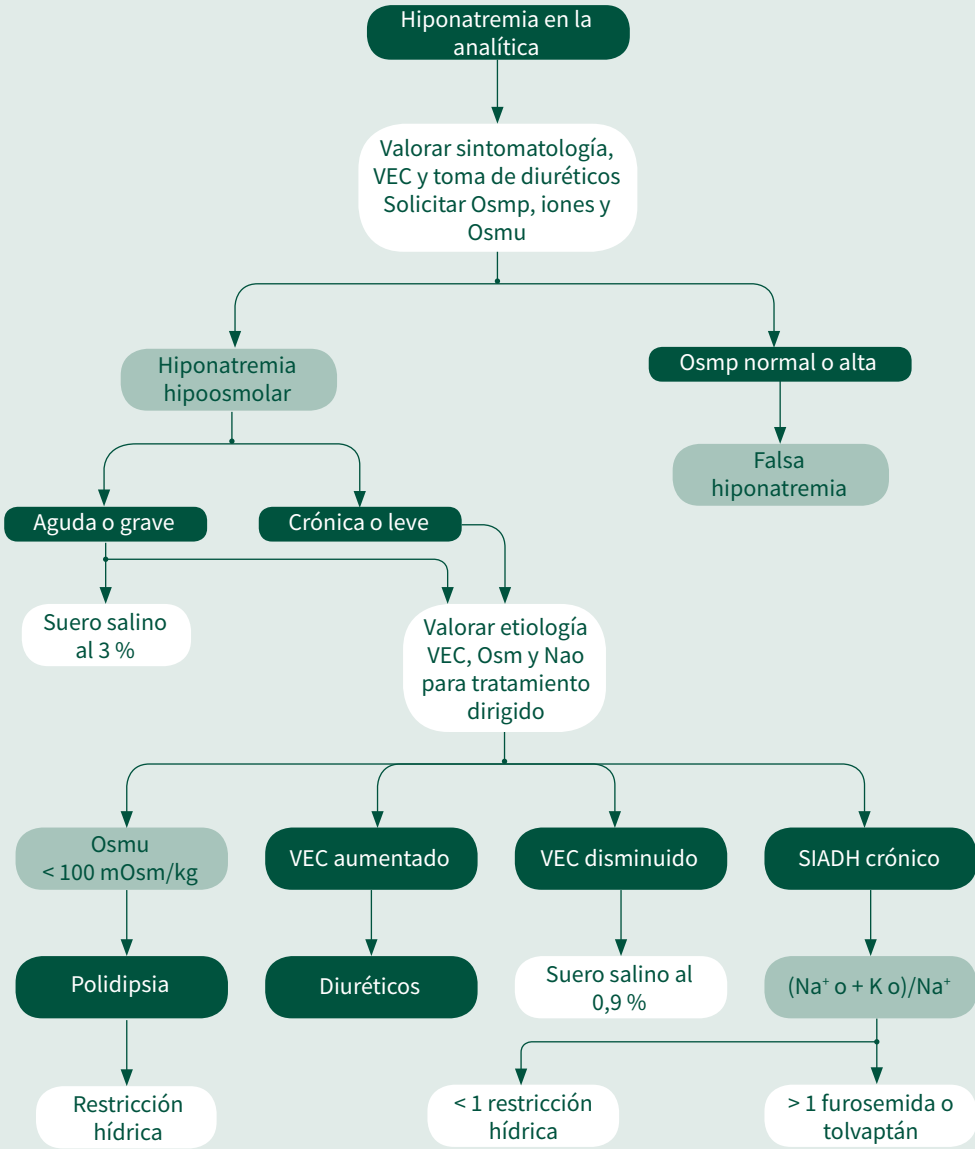 Hiponatremia en la
analítica
Valorar sintomatología,
VEC y toma de diuréticos
Solicitar Osmp, iones y
Osmu
Hiponatremia
hipoosmolar
Osmp normal o alta
Falsa
hiponatremia
Aguda o grave
Crónica o leve
Suero salino
al 3 %
Valorar etiología
VEC, Osm y Nao
para tratamiento
dirigido
Osmu
< 100 mOsm/kg
VEC aumentado
VEC disminuido
SIADH crónico
Polidipsia
Diuréticos
Suero salino al
0,9 %
(Na⁺ o + K o)/Na⁺
Restricción
hídrica
< 1 restricción
hídrica
> 1 furosemida o
tolvaptán